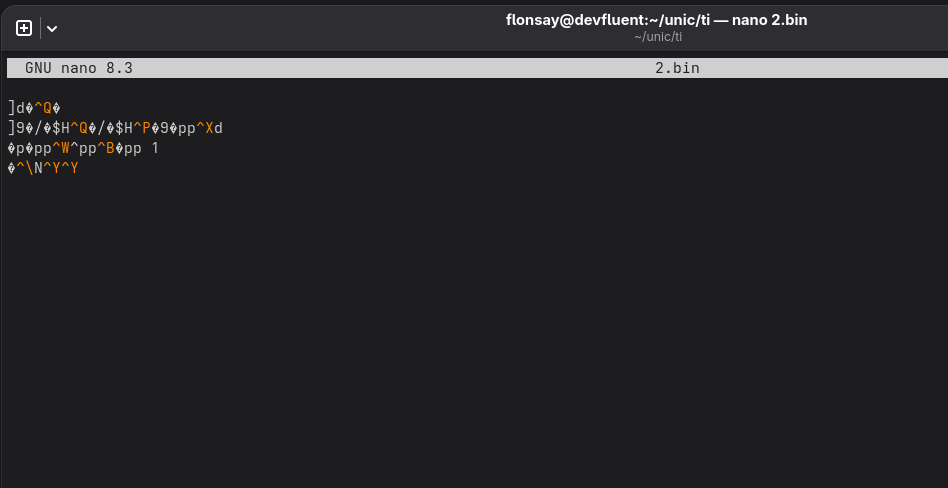 flonsay@devfluent:~/unic/ti — nano 2.bin
~/unic/ti
GNU nano 8.3 2.bin
]d�^Q�
]9�/�$H^Q�/�$H^P�9�pp^Xd
�p�pp^W^pp^B�pp 1
�^\N^Y^Y